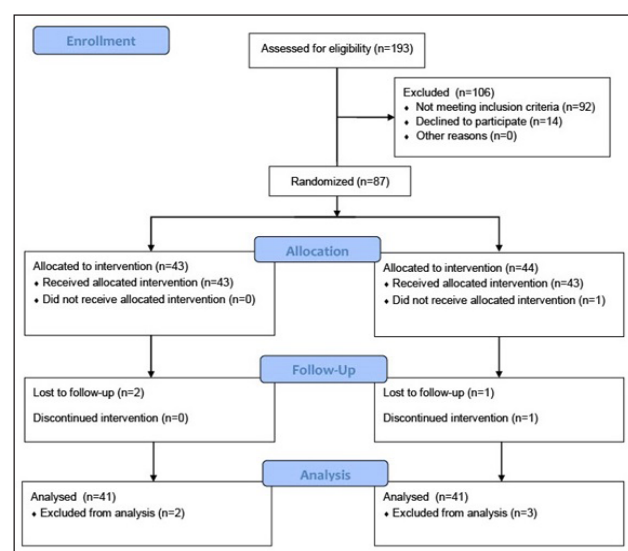 Enrollment
Assessed for eligibility (n=193)
Excluded (n=106)
♦ Not meeting inclusion criteria (n=92)
♦ Declined to participate (n=14)
♦ Other reasons (n=0)
Randomized (n=87)
Allocation
Allocated to intervention (n=43)
♦ Received allocated intervention (n=43)
♦ Did not receive allocated intervention (n=0)
Allocated to intervention (n=44)
♦ Received allocated intervention (n=43)
♦ Did not receive allocated intervention (n=1)
Follow-Up
Lost to follow-up (n=2)
Discontinued intervention (n=0)
Lost to follow-up (n=1)
Discontinued intervention (n=1)
Analysis
Analysed (n=41)
♦ Excluded from analysis (n=2)
Analysed (n=41)
♦ Excluded from analysis (n=3)